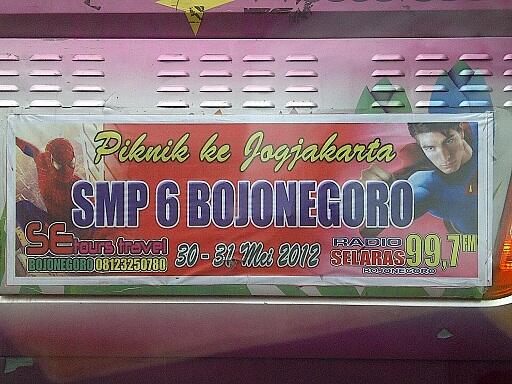 Piknik ke Jogjakarta
SMP 6 BOJONEGORO
SE tours travel
BOJONEGORO 08123250780
30 - 31 Mei 2012
RADIO
SELARAS 99,7 FM
BOJONEGORO